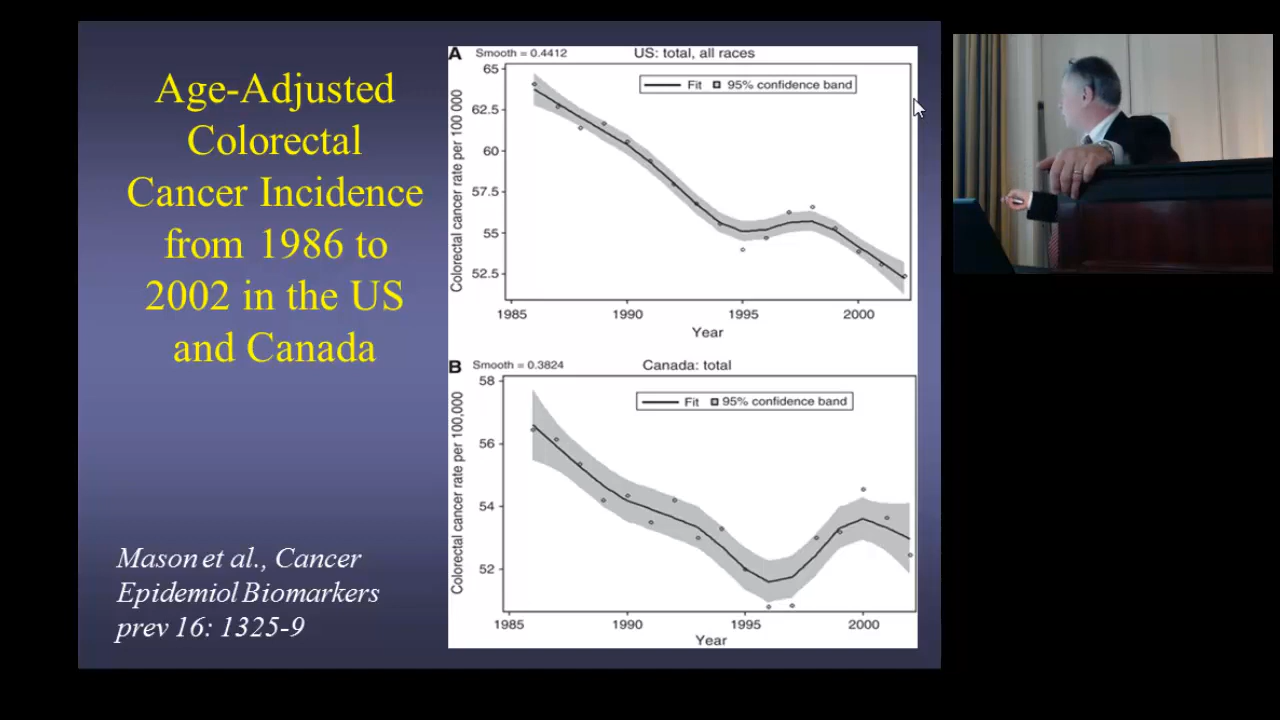 Age-Adjusted
Colorectal
Cancer Incidence
from 1986 to
2002 in the US
and Canada
Mason et al., Cancer
Epidemiol Biomarkers
prev 16: 1325-9
A Smooth = 0.4412 US: total, all races
Fit 95% confidence band
Colorectal cancer rate per 100 000
65
62.5
60
57.5
55
52.5
1985 1990 1995 2000
Year
B Smooth = 0.3824 Canada: total
Fit 95% confidence band
Colorectal cancer rate per 100,000
58
56
54
52
1985 1990 1995 2000
Year